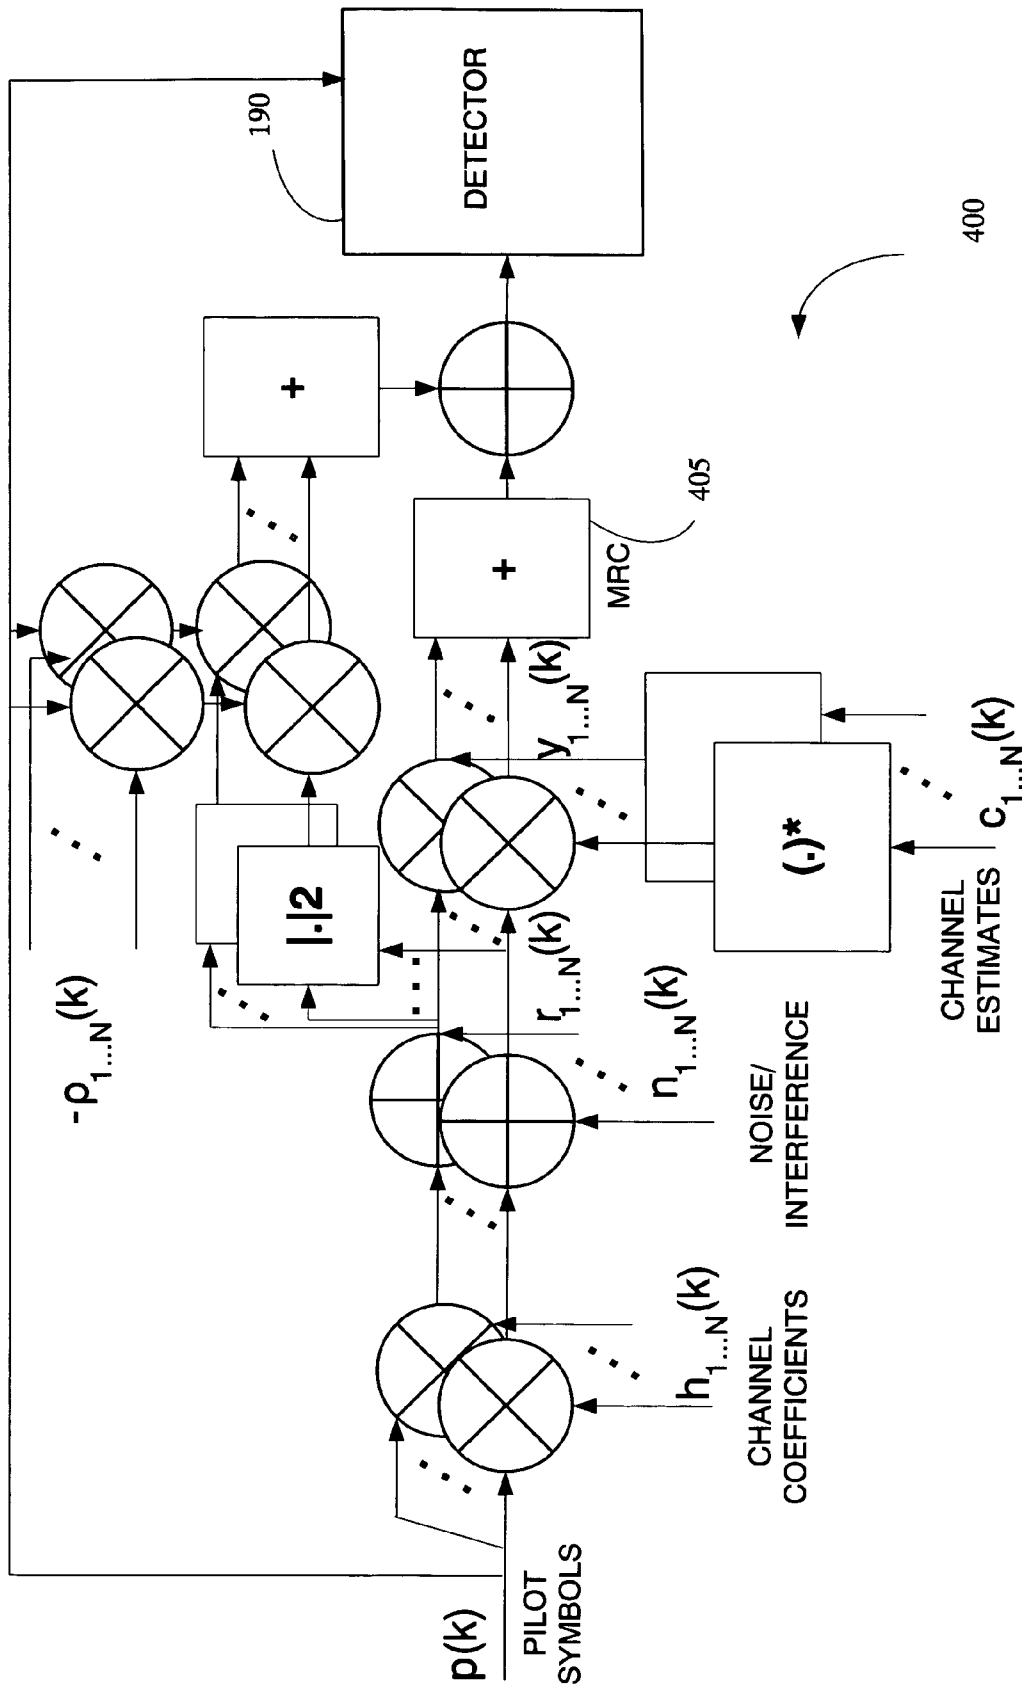 p(k)
PILOT
SYMBOLS
h1...N(k)
CHANNEL
COEFFICIENTS
n1...N(k)
NOISE/
INTERFERENCE
r1...N(k)
-ρ1...N(k)
|.|2
y1...N(k)
(.)*
c1...N(k)
CHANNEL
ESTIMATES
+
MRC
405
+
190
DETECTOR
400